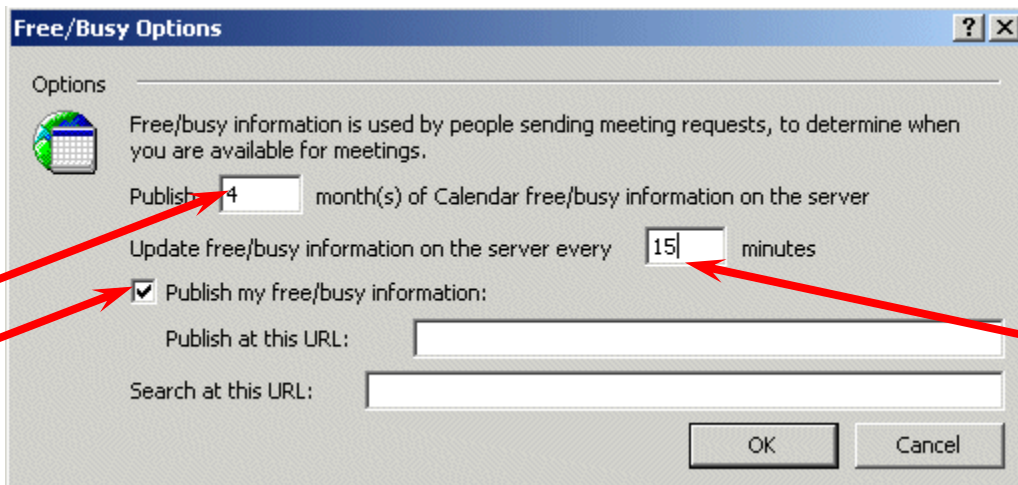 Free/Busy Options
Options
Free/busy information is used by people sending meeting requests, to determine when
you are available for meetings.
Publish 4 month(s) of Calendar free/busy information on the server
Update free/busy information on the server every 15 minutes
Publish my free/busy information:
Publish at this URL:
Search at this URL:
OK Cancel